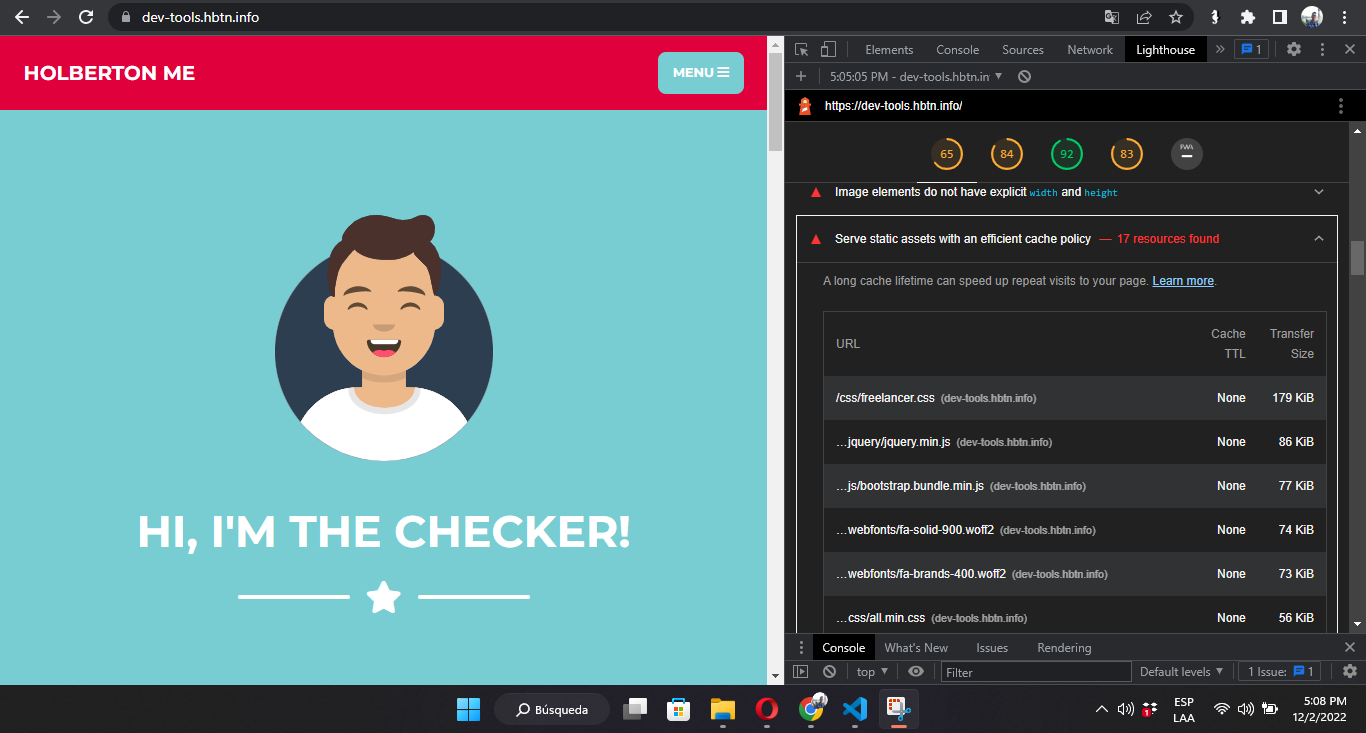 dev-tools.hbtn.info
HOLBERTON ME
MENU
HI, I'M THE CHECKER!
Elements Console Sources Network Lighthouse » 1
5:05:05 PM - dev-tools.hbtn.in
https://dev-tools.hbtn.info/
65 84 92 83 PWA
Image elements do not have explicit width and height
Serve static assets with an efficient cache policy — 17 resources found
A long cache lifetime can speed up repeat visits to your page. Learn more.
URL Cache TTL Transfer Size
/css/freelancer.css (dev-tools.hbtn.info) None 179 KiB
…jquery/jquery.min.js (dev-tools.hbtn.info) None 86 KiB
…js/bootstrap.bundle.min.js (dev-tools.hbtn.info) None 77 KiB
…webfonts/fa-solid-900.woff2 (dev-tools.hbtn.info) None 74 KiB
…webfonts/fa-brands-400.woff2 (dev-tools.hbtn.info) None 73 KiB
…css/all.min.css (dev-tools.hbtn.info) None 56 KiB
Console What's New Issues Rendering
top Filter Default levels 1 Issue: 1
Búsqueda
1
ESP
LAA
5:08 PM
12/2/2022